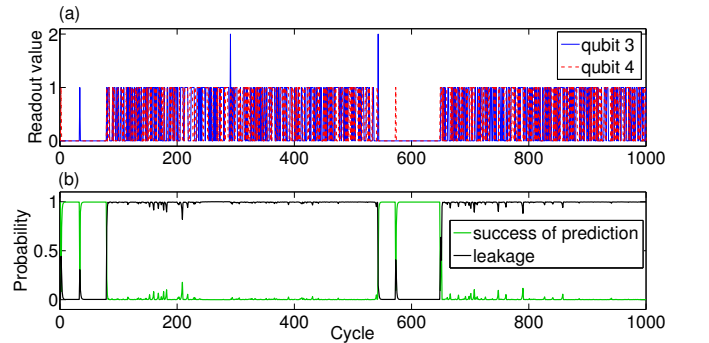 (a)
Readout value
2
1
0
qubit 3
qubit 4
0 200 400 600 800 1000
(b)
Probability
1
0.5
0
success of prediction
leakage
0 200 400 600 800 1000
Cycle